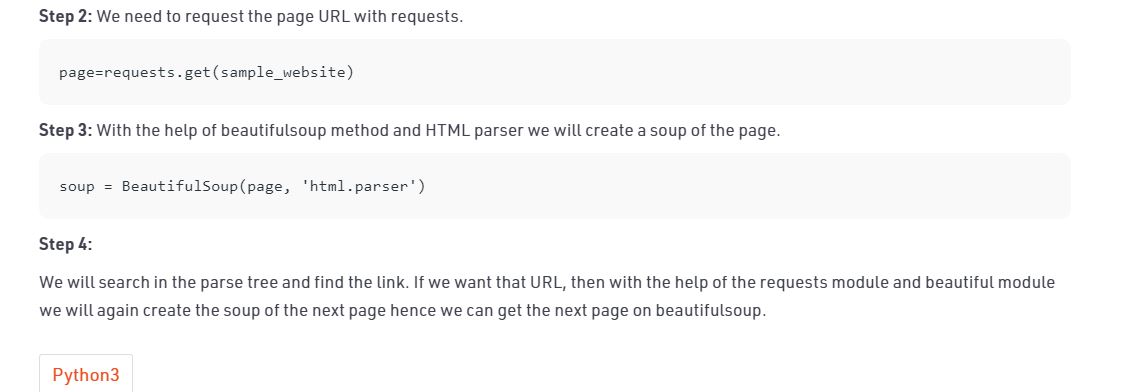 Step 2: We need to request the page URL with requests.
page=requests.get(sample_website)
Step 3: With the help of beautifulsoup method and HTML parser we will create a soup of the page.
soup = BeautifulSoup(page, 'html.parser')
Step 4:
We will search in the parse tree and find the link. If we want that URL, then with the help of the requests module and beautiful module
we will again create the soup of the next page hence we can get the next page on beautifulsoup.
Python3